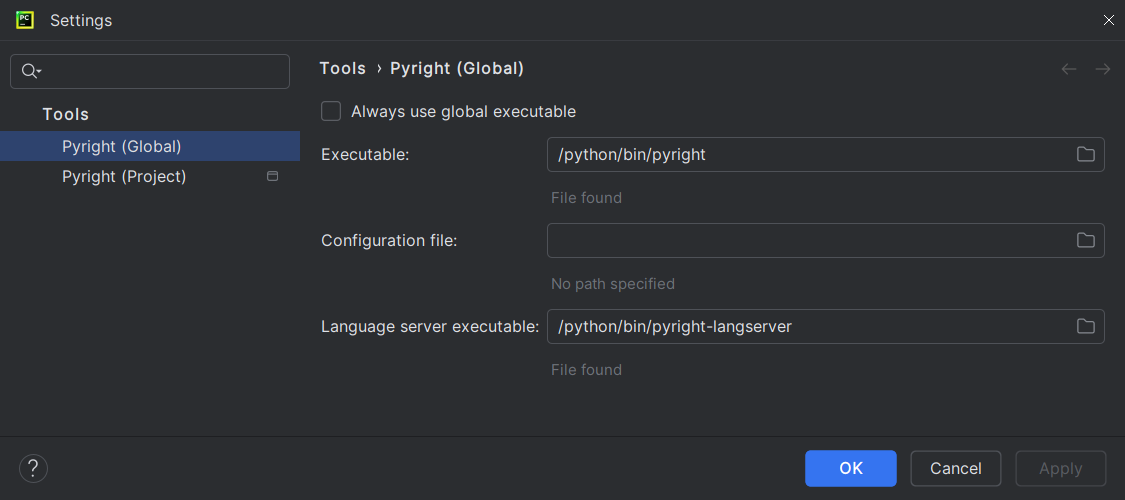 PC Settings
Tools › Pyright (Global)
Tools
Pyright (Global)
Pyright (Project)
Always use global executable
Executable: /python/bin/pyright
File found
Configuration file:
No path specified
Language server executable: /python/bin/pyright-langserver
File found
? OK Cancel Apply